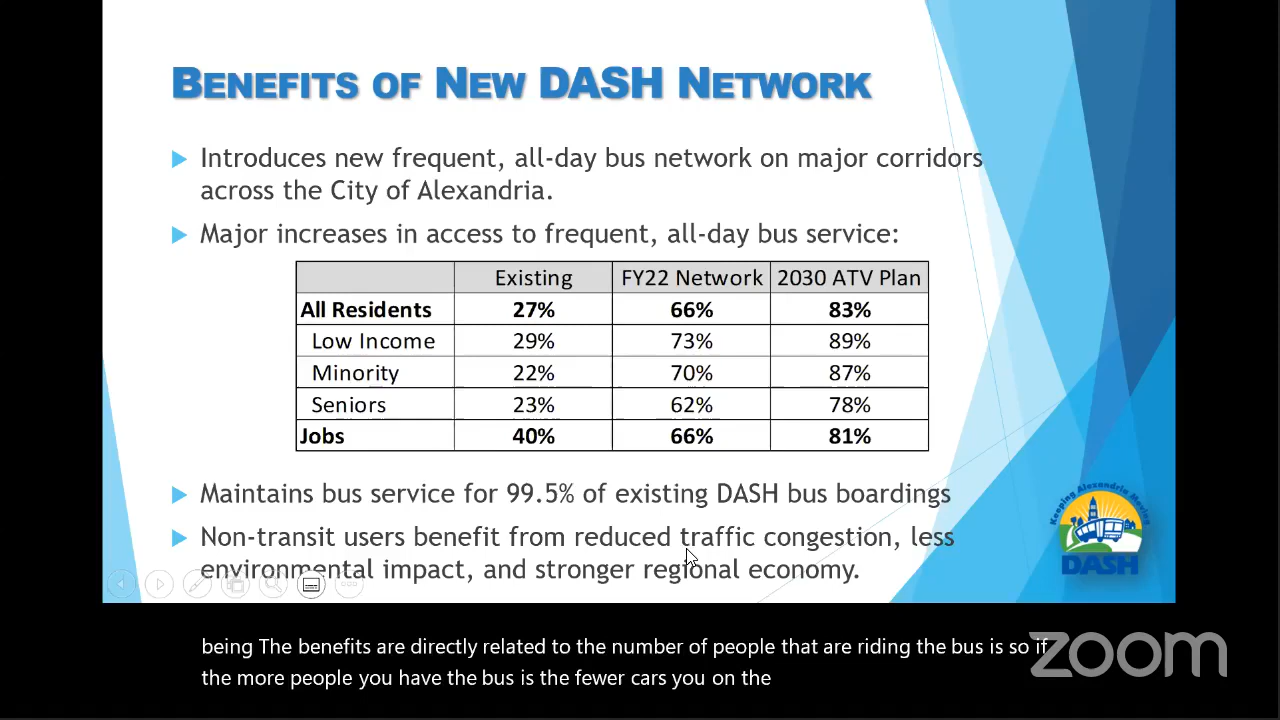 BENEFITS OF NEW DASH NETWORK
Introduces new frequent, all-day bus network on major corridors
across the City of Alexandria.
Major increases in access to frequent, all-day bus service:
Existing FY22 Network 2030 ATV Plan
All Residents 27% 66% 83%
Low Income 29% 73% 89%
Minority 22% 70% 87%
Seniors 23% 62% 78%
Jobs 40% 66% 81%
Maintains bus service for 99.5% of existing DASH bus boardings
Non-transit users benefit from reduced traffic congestion, less
environmental impact, and stronger regional economy.
Keeping Alexandria Moving
DASH
being The benefits are directly related to the number of people that are riding the bus is so if
the more people you have the bus is the fewer cars you on the
zoom